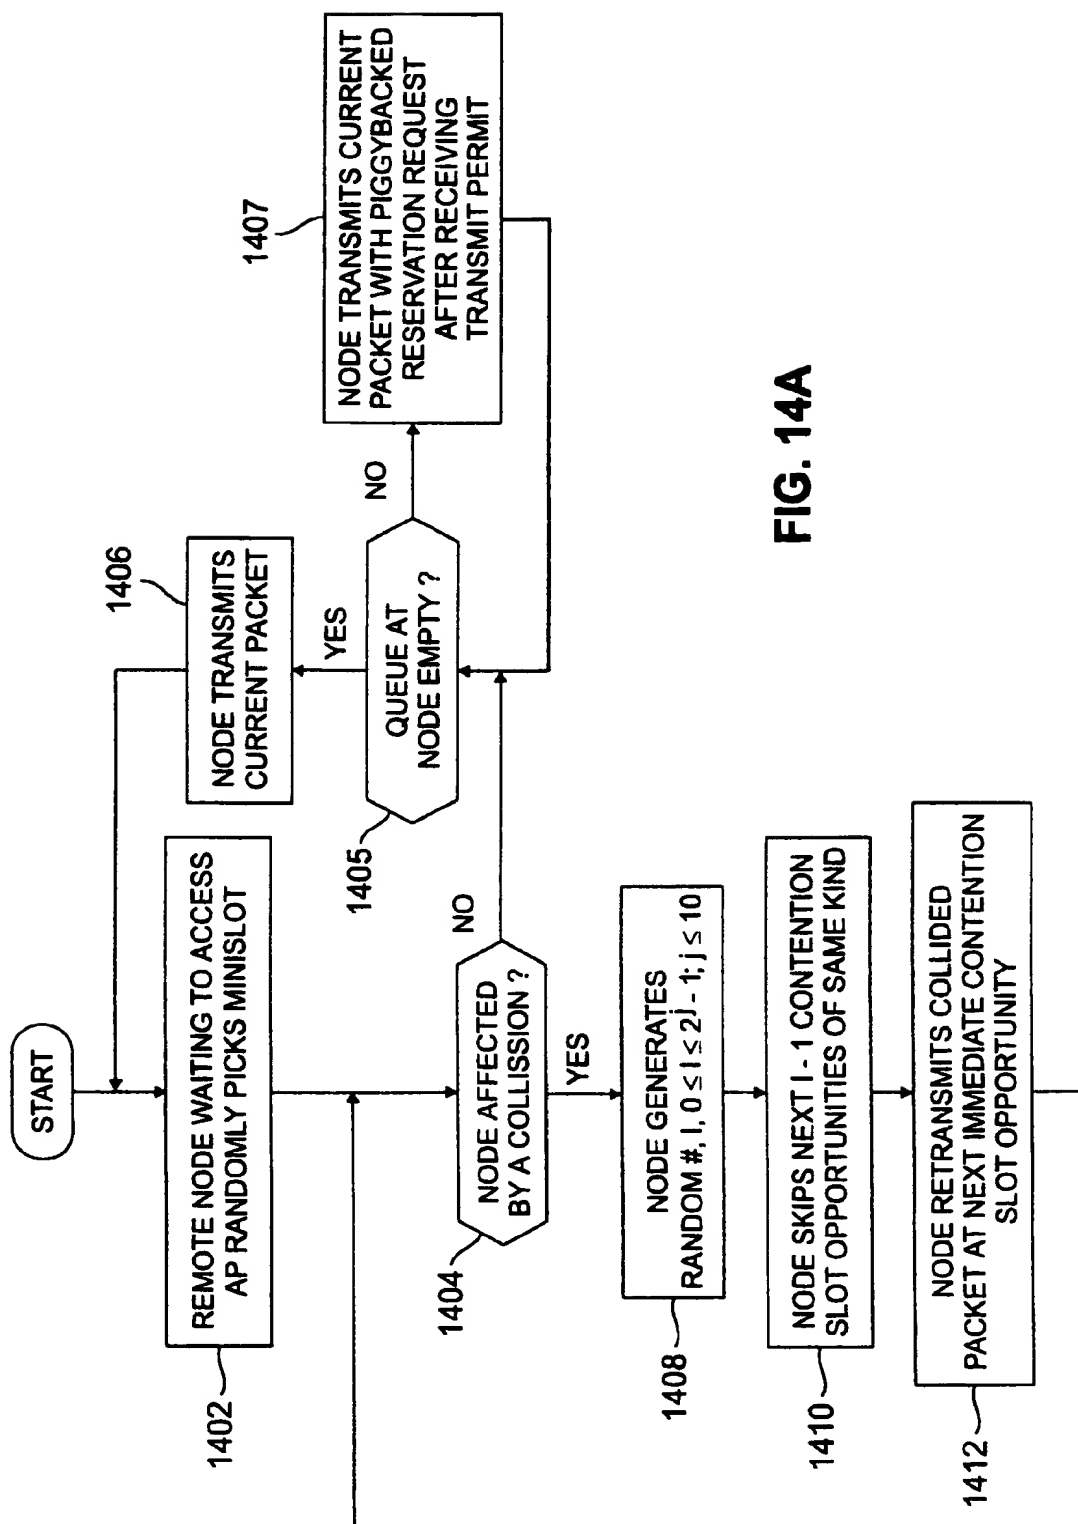 START
REMOTE NODE WAITING TO ACCESS
AP RANDOMLY PICKS MINISLOT
1402
NODE TRANSMITS
CURRENT PACKET
1406
NODE TRANSMITS CURRENT
PACKET WITH PIGGYBACKED
RESERVATION REQUEST
AFTER RECEIVING
TRANSMIT PERMIT
1407
YES
NO
QUEUE AT
NODE EMPTY ?
1405
NODE AFFECTED
BY A COLLISSION ?
1404
NO
YES
NODE GENERATES
RANDOM #, I, 0 ≤ I ≤ 2^j - 1; j ≤ 10
1408
NODE SKIPS NEXT I - 1 CONTENTION
SLOT OPPORTUNITIES OF SAME KIND
1410
NODE RETRANSMITS COLLIDED
PACKET AT NEXT IMMEDIATE CONTENTION
SLOT OPPORTUNITY
1412
FIG. 14A